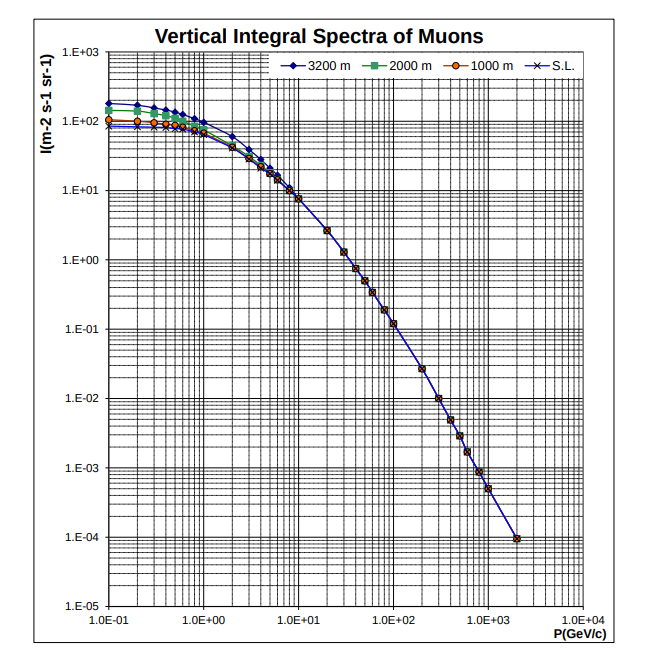 Vertical Integral Spectra of Muons
I(m-2 s-1 sr-1)
3200 m 2000 m 1000 m S.L.
1.E+03
1.E+02
1.E+01
1.E+00
1.E-01
1.E-02
1.E-03
1.E-04
1.E-05
1.0E-01 1.0E+00 1.0E+01 1.0E+02 1.0E+03 1.0E+04
P(GeV/c)